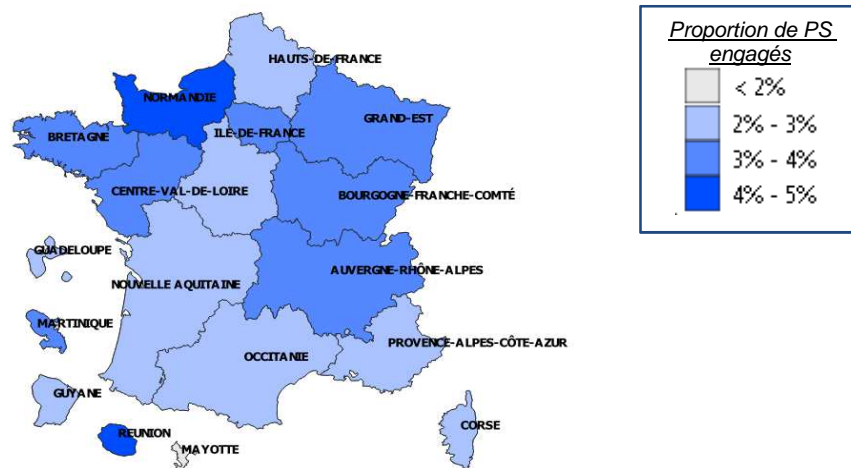 HAUTS-DE-FRANCE
NORMANDIE
ILE-DE-FRANCE
GRAND-EST
BRETAGNE
CENTRE-VAL-DE-LOIRE
BOURGOGNE-FRANCHE-COMTÉ
GUADELOUPE
AUVERGNE-RHÔNE-ALPES
NOUVELLE AQUITAINE
MARTINIQUE
PROVENCE-ALPES-CÔTE-AZUR
OCCITANIE
GUYANE
CORSE
REUNION
MAYOTTE
Proportion de PS
engagés
< 2%
2% - 3%
3% - 4%
4% - 5%